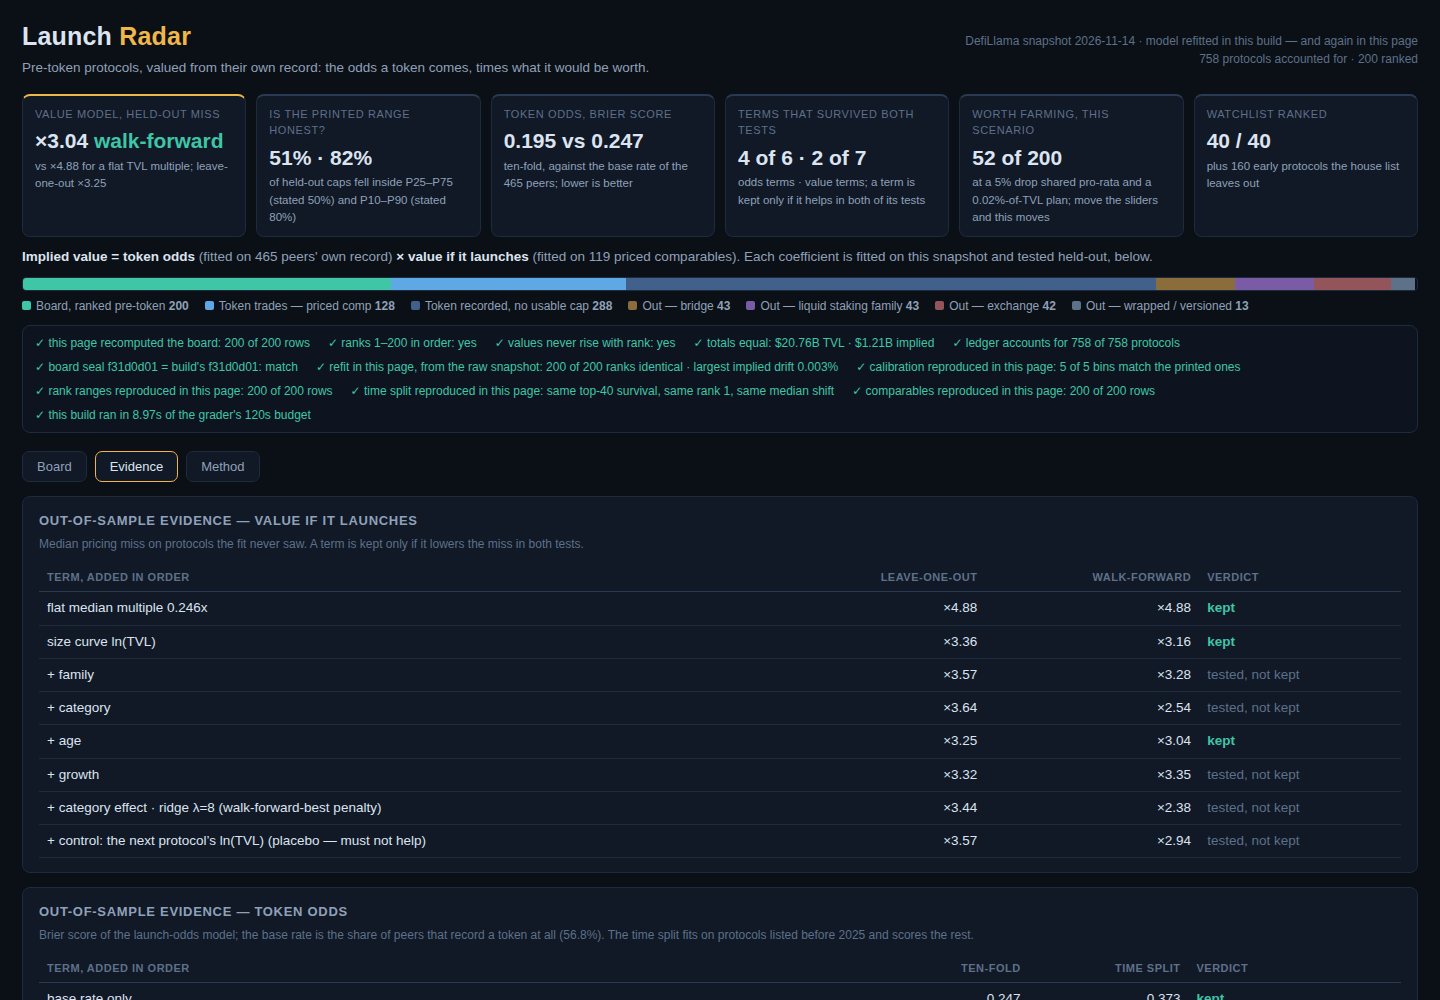 Launch Radar
DefiLlama snapshot 2026-11-14 · model refitted in this build — and again in this page
Pre-token protocols, valued from their own record: the odds a token comes, times what it would be worth.
758 protocols accounted for · 200 ranked
VALUE MODEL, HELD-OUT MISS
×3.04 walk-forward
vs ×4.88 for a flat TVL multiple; leave-
one-out ×3.25
IS THE PRINTED RANGE
HONEST?
51% · 82%
of held-out caps fell inside P25–P75
(stated 50%) and P10–P90 (stated
80%)
TOKEN ODDS, BRIER SCORE
0.195 vs 0.247
ten-fold, against the base rate of the
465 peers; lower is better
TERMS THAT SURVIVED BOTH
TESTS
4 of 6 · 2 of 7
odds terms · value terms; a term is
kept only if it helps in both of its tests
WORTH FARMING, THIS
SCENARIO
52 of 200
at a 5% drop shared pro-rata and a
0.02%-of-TVL plan; move the sliders
and this moves
WATCHLIST RANKED
40 / 40
plus 160 early protocols the house list
leaves out
Implied value = token odds (fitted on 465 peers' own record) × value if it launches (fitted on 119 priced comparables). Each coefficient is fitted on this snapshot and tested held-out, below.
Board, ranked pre-token 200 Token trades — priced comp 128 Token recorded, no usable cap 288 Out — bridge 43 Out — liquid staking family 43 Out — exchange 42 Out — wrapped / versioned 13
✓ this page recomputed the board: 200 of 200 rows ✓ ranks 1–200 in order: yes ✓ values never rise with rank: yes ✓ totals equal: $20.76B TVL · $1.21B implied ✓ ledger accounts for 758 of 758 protocols
✓ board seal f31d0d01 = build's f31d0d01: match ✓ refit in this page, from the raw snapshot: 200 of 200 ranks identical · largest implied drift 0.003% ✓ calibration reproduced in this page: 5 of 5 bins match the printed ones
✓ rank ranges reproduced in this page: 200 of 200 rows ✓ time split reproduced in this page: same top-40 survival, same rank 1, same median shift ✓ comparables reproduced in this page: 200 of 200 rows
✓ this build ran in 8.97s of the grader's 120s budget
Board Evidence Method
OUT-OF-SAMPLE EVIDENCE — VALUE IF IT LAUNCHES
Median pricing miss on protocols the fit never saw. A term is kept only if it lowers the miss in both tests.
TERM, ADDED IN ORDER LEAVE-ONE-OUT WALK-FORWARD VERDICT
flat median multiple 0.246x ×4.88 ×4.88 kept
size curve ln(TVL) ×3.36 ×3.16 kept
+ family ×3.57 ×3.28 tested, not kept
+ category ×3.64 ×2.54 tested, not kept
+ age ×3.25 ×3.04 kept
+ growth ×3.32 ×3.35 tested, not kept
+ category effect · ridge λ=8 (walk-forward-best penalty) ×3.44 ×2.38 tested, not kept
+ control: the next protocol's ln(TVL) (placebo — must not help) ×3.57 ×2.94 tested, not kept
OUT-OF-SAMPLE EVIDENCE — TOKEN ODDS
Brier score of the launch-odds model; the base rate is the share of peers that record a token at all (56.8%). The time split fits on protocols listed before 2025 and scores the rest.
TERM, ADDED IN ORDER TEN-FOLD TIME SPLIT VERDICT
base rate only 0.247 0.373 kept